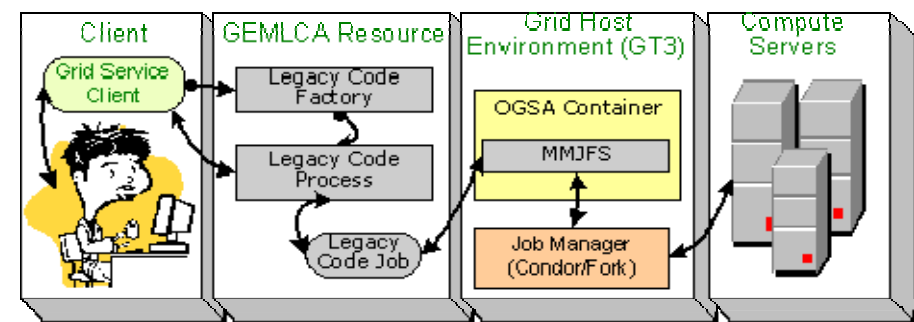 Client
Grid Service
Client
GEMLCA Resource
Legacy Code
Factory
Legacy Code
Process
Legacy
Code Job
Grid Host
Environment (GT3)
OGSA Container
MMJFS
Job Manager
(Condor/Fork)
Compute
Servers